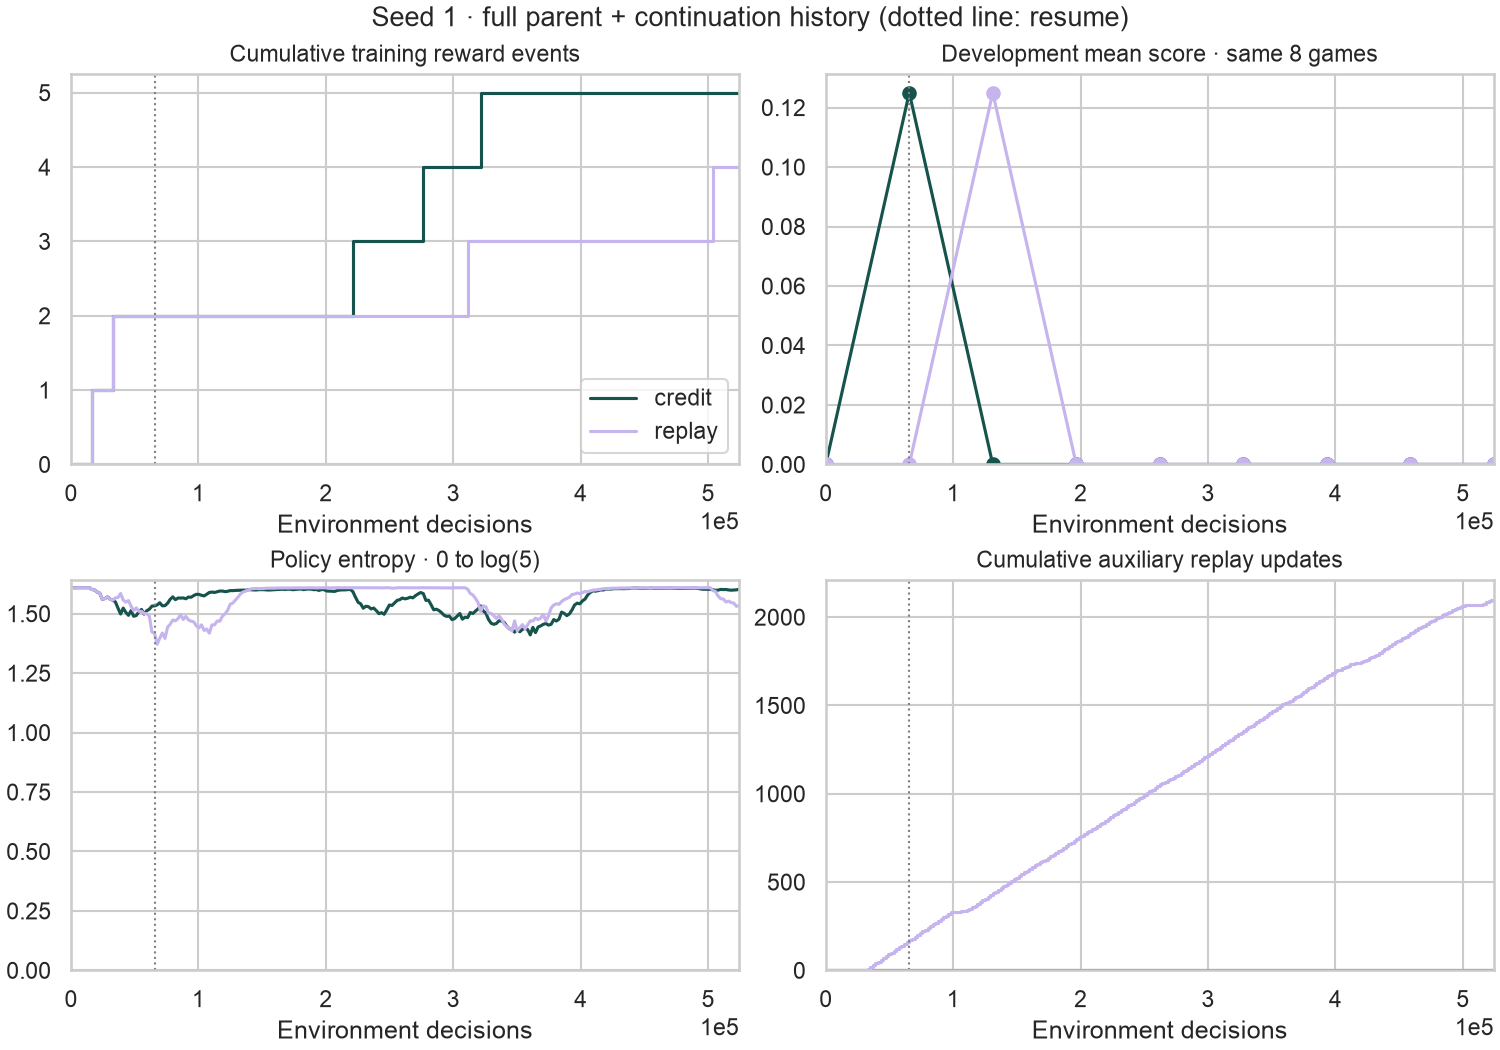 Seed 1 · full parent + continuation history (dotted line: resume)
Cumulative training reward events
5
4
3
2
1
0
0 1 2 3 4 5
1e5
Environment decisions
credit
replay
Development mean score · same 8 games
0.12
0.10
0.08
0.06
0.04
0.02
0.00
0 1 2 3 4 5
1e5
Environment decisions
Policy entropy · 0 to log(5)
1.50
1.25
1.00
0.75
0.50
0.25
0.00
0 1 2 3 4 5
1e5
Environment decisions
Cumulative auxiliary replay updates
2000
1500
1000
500
0
0 1 2 3 4 5
1e5
Environment decisions